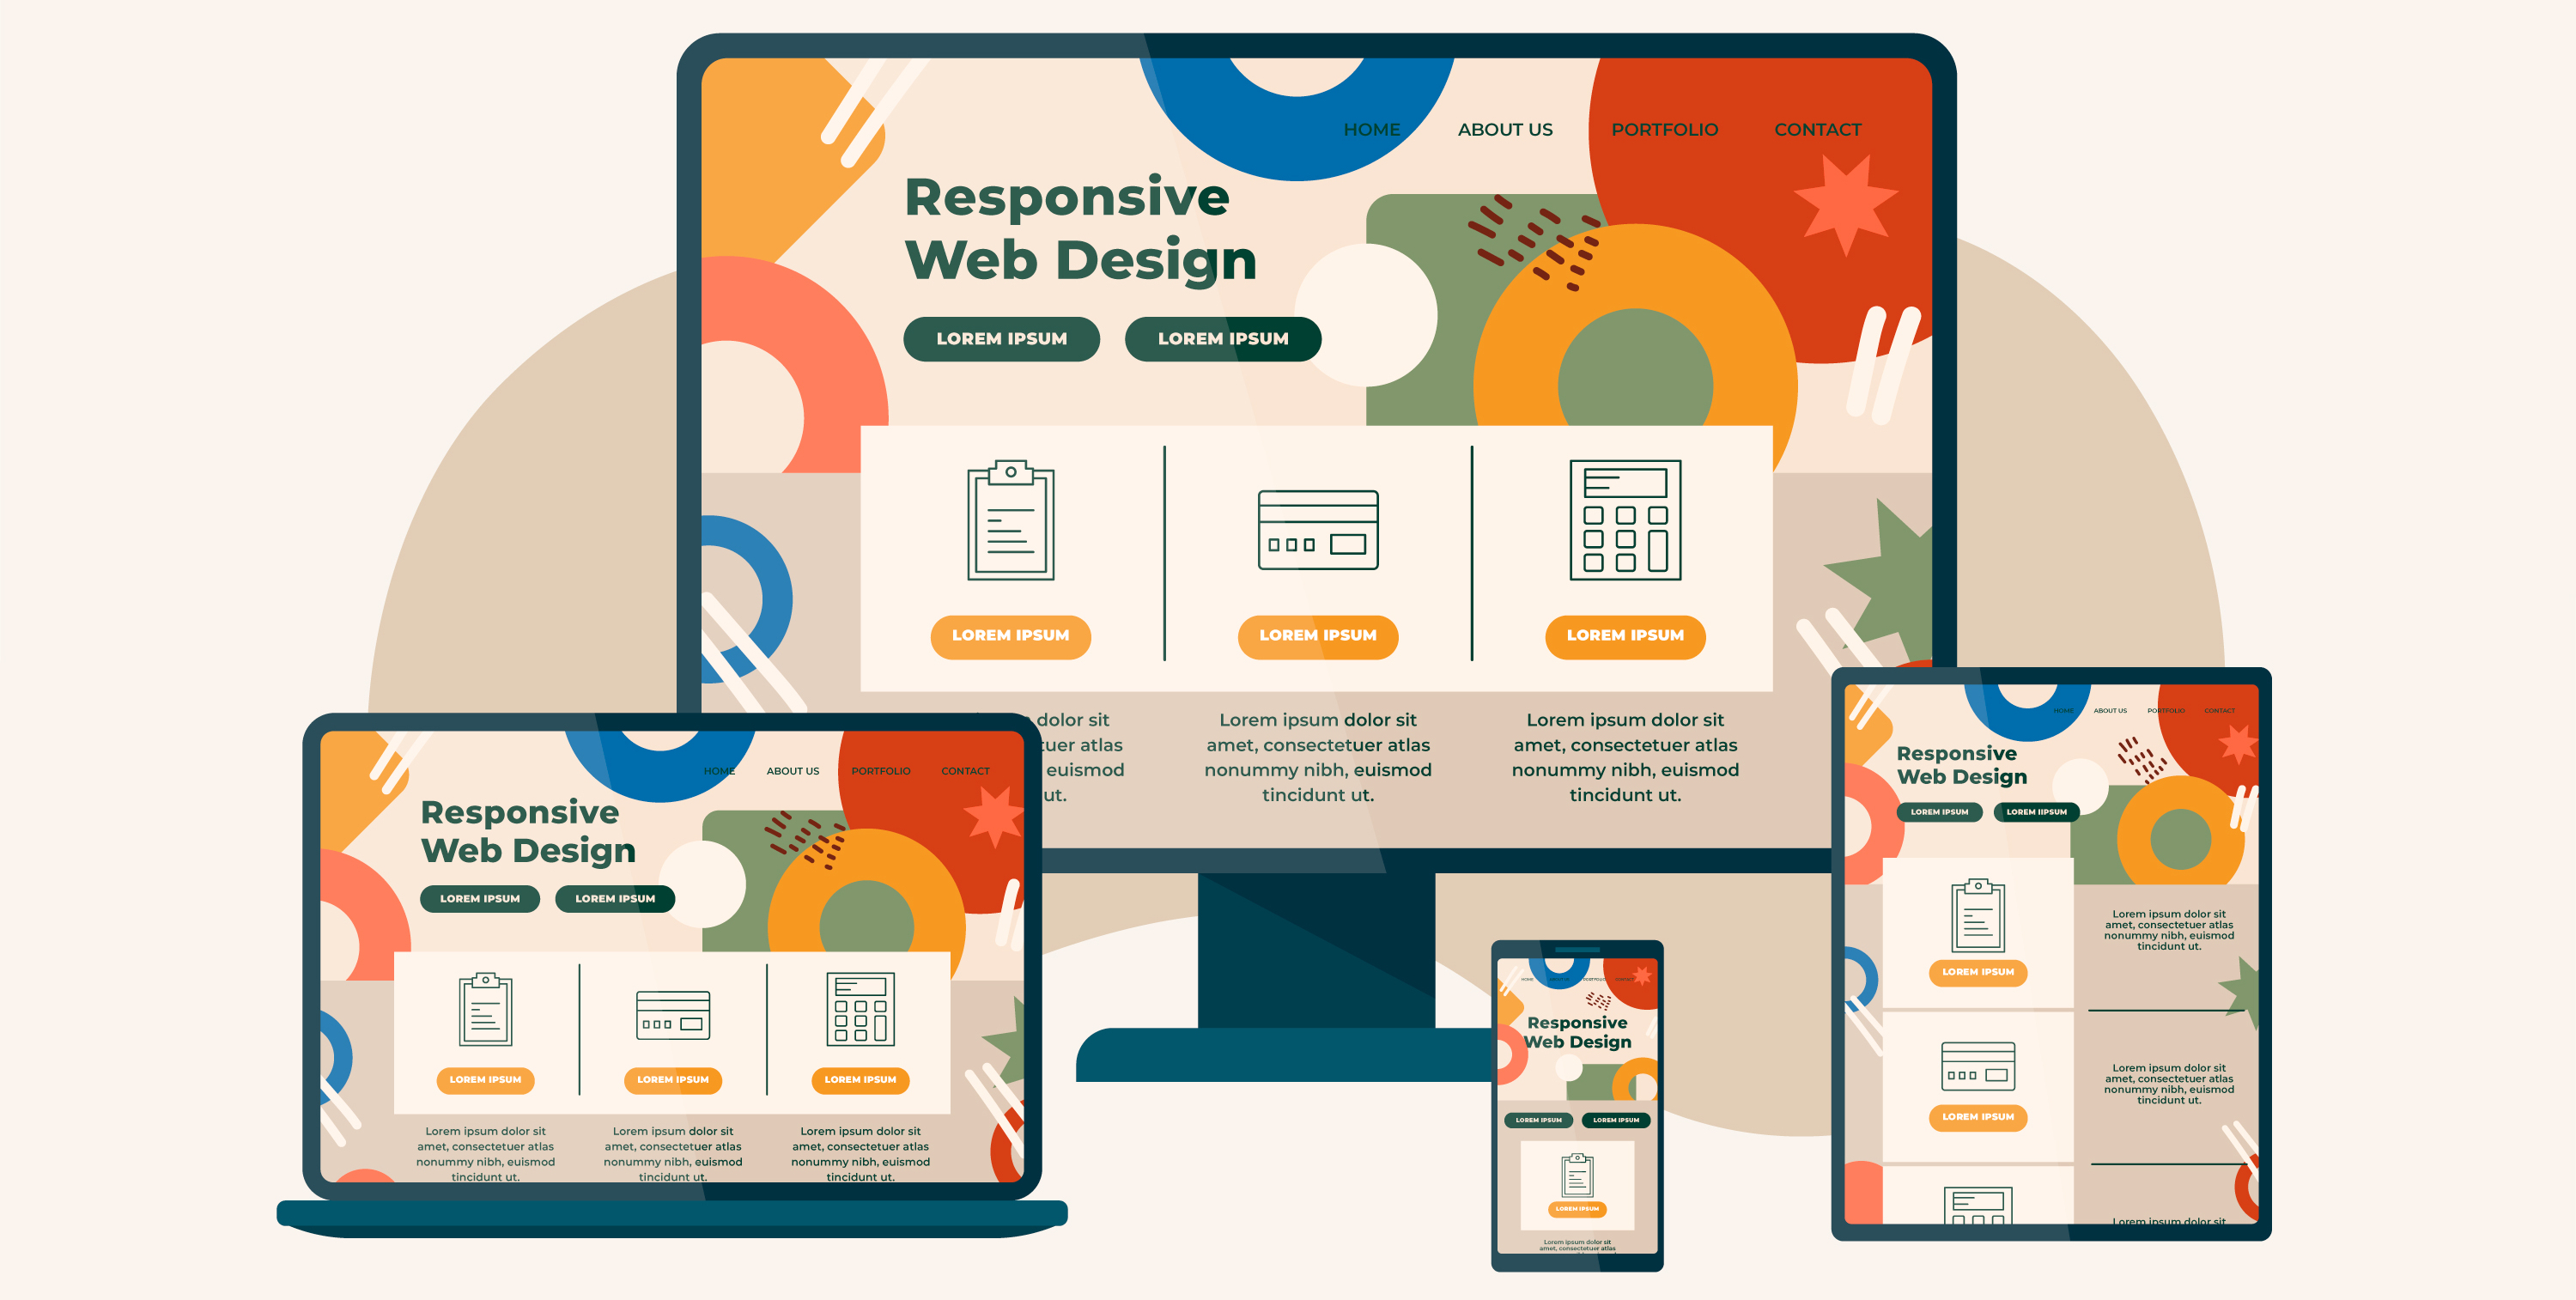 HOME ABOUT US PORTFOLIO CONTACT
Responsive
Web Design
LOREM IPSUM LOREM IPSUM
LOREM IPSUM LOREM IPSUM LOREM IPSUM
dolor sit
tuer atlas
euismod
ut.
Lorem ipsum dolor sit
amet, consectetuer atlas
nonummy nibh, euismod
tincidunt ut.
Lorem ipsum dolor sit
amet, consectetuer atlas
nonummy nibh, euismod
tincidunt ut.
HOME ABOUT US PORTFOLIO CONTACT
Responsive
Web Design
LOREM IPSUM LOREM IPSUM
LOREM IPSUM LOREM IPSUM LOREM IPSUM
Lorem ipsum dolor sit
amet, consectetuer atlas
nonummy nibh, euismod
tincidunt ut.
Lorem ipsum dolor sit
amet, consectetuer atlas
nonummy nibh, euismod
tincidunt ut.
Lorem ipsum dolor sit
amet, consectetuer atlas
nonummy nibh, euismod
tincidunt ut.
HOME PORTFOLIO CONTACT
Responsive
Web Design
LOREM IPSUM LOREM IPSUM
LOREM IPSUM
Lorem ipsum dolor sit
amet, consectetuer atlas
HOME ABOUT US PORTFOLIO CONTACT
Responsive
Web Design
LOREM IPSUM LOREM IIPSUM
LOREM IPSUM
Lorem ipsum dolor sit
amet, consectetuer atlas
nonummy nibh, euismod
tincidunt ut.
LOREM IPSUM
Lorem ipsum dolor sit
amet, consectetuer atlas
nonummy nibh, euismod
tincidunt ut.
Lorem ipsum dolor sit